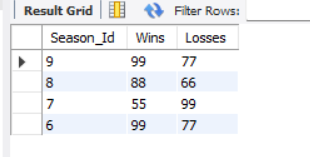 Result Grid Filter Rows:
Season_Id Wins Losses
9 99 77
8 88 66
7 55 99
6 99 77